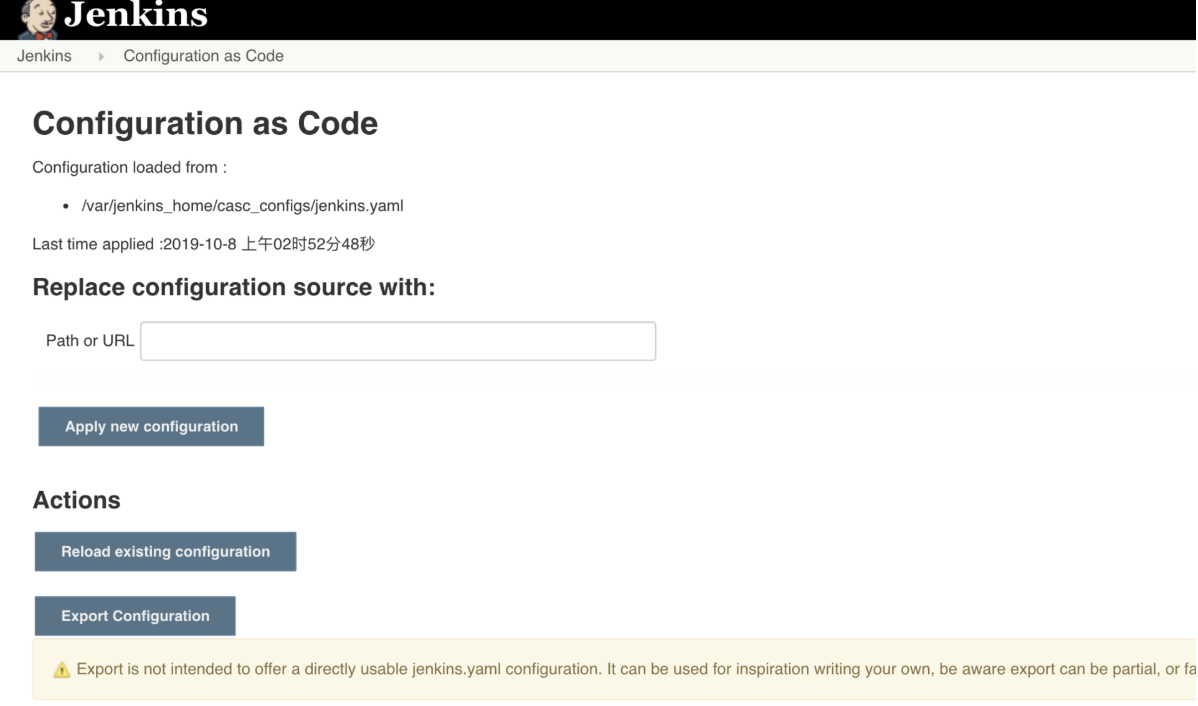 Jenkins
Jenkins Configuration as Code
Configuration as Code
Configuration loaded from :
/var/jenkins_home/casc_configs/jenkins.yaml
Last time applied :2019-10-8 上午02时52分48秒
Replace configuration source with:
Path or URL
Apply new configuration
Actions
Reload existing configuration
Export Configuration
Export is not intended to offer a directly usable jenkins.yaml configuration. It can be used for inspiration writing your own, be aware export can be partial, or